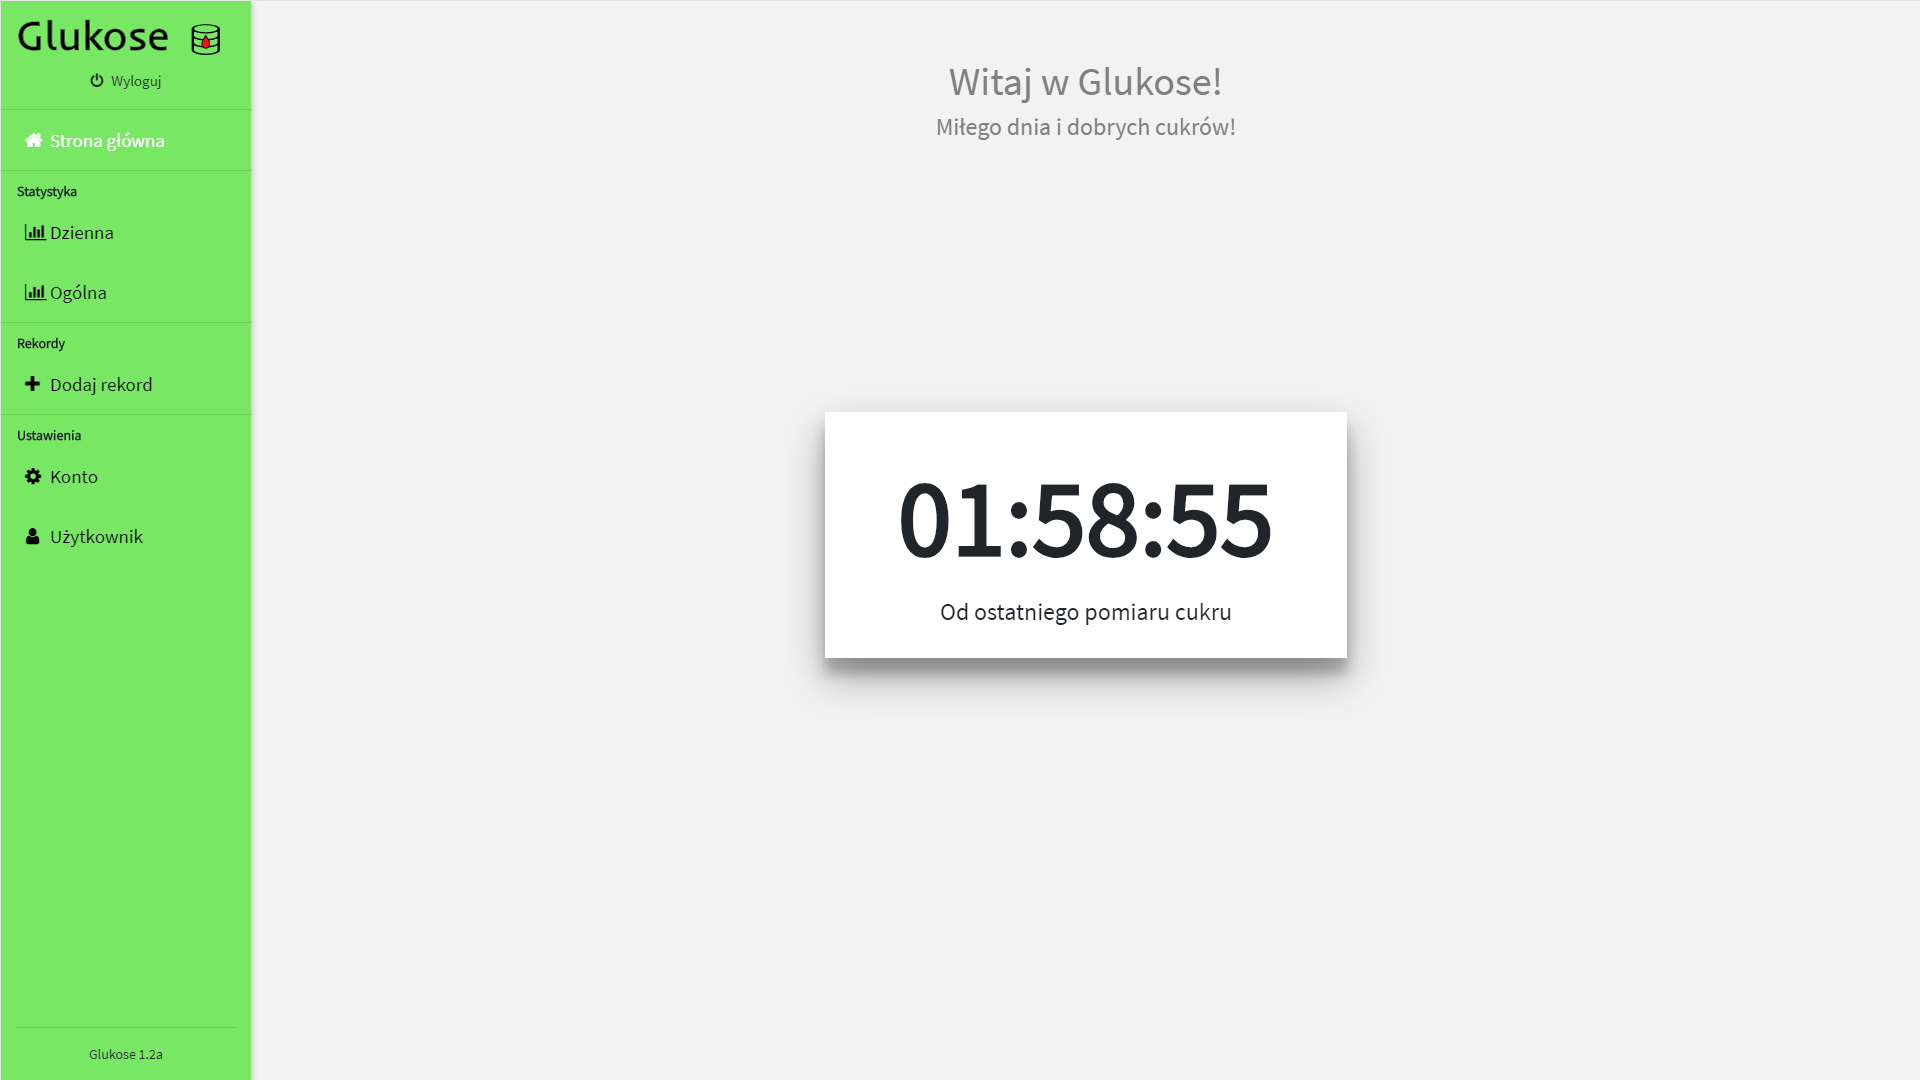 Glukose
Wyloguj
Strona główna
Statystyka
Dzienna
Ogólna
Rekordy
Dodaj rekord
Ustawienia
Konto
Użytkownik
Glukose 1.2a
Witaj w Glukose!
Miłego dnia i dobrych cukrów!
01:58:55
Od ostatniego pomiaru cukru